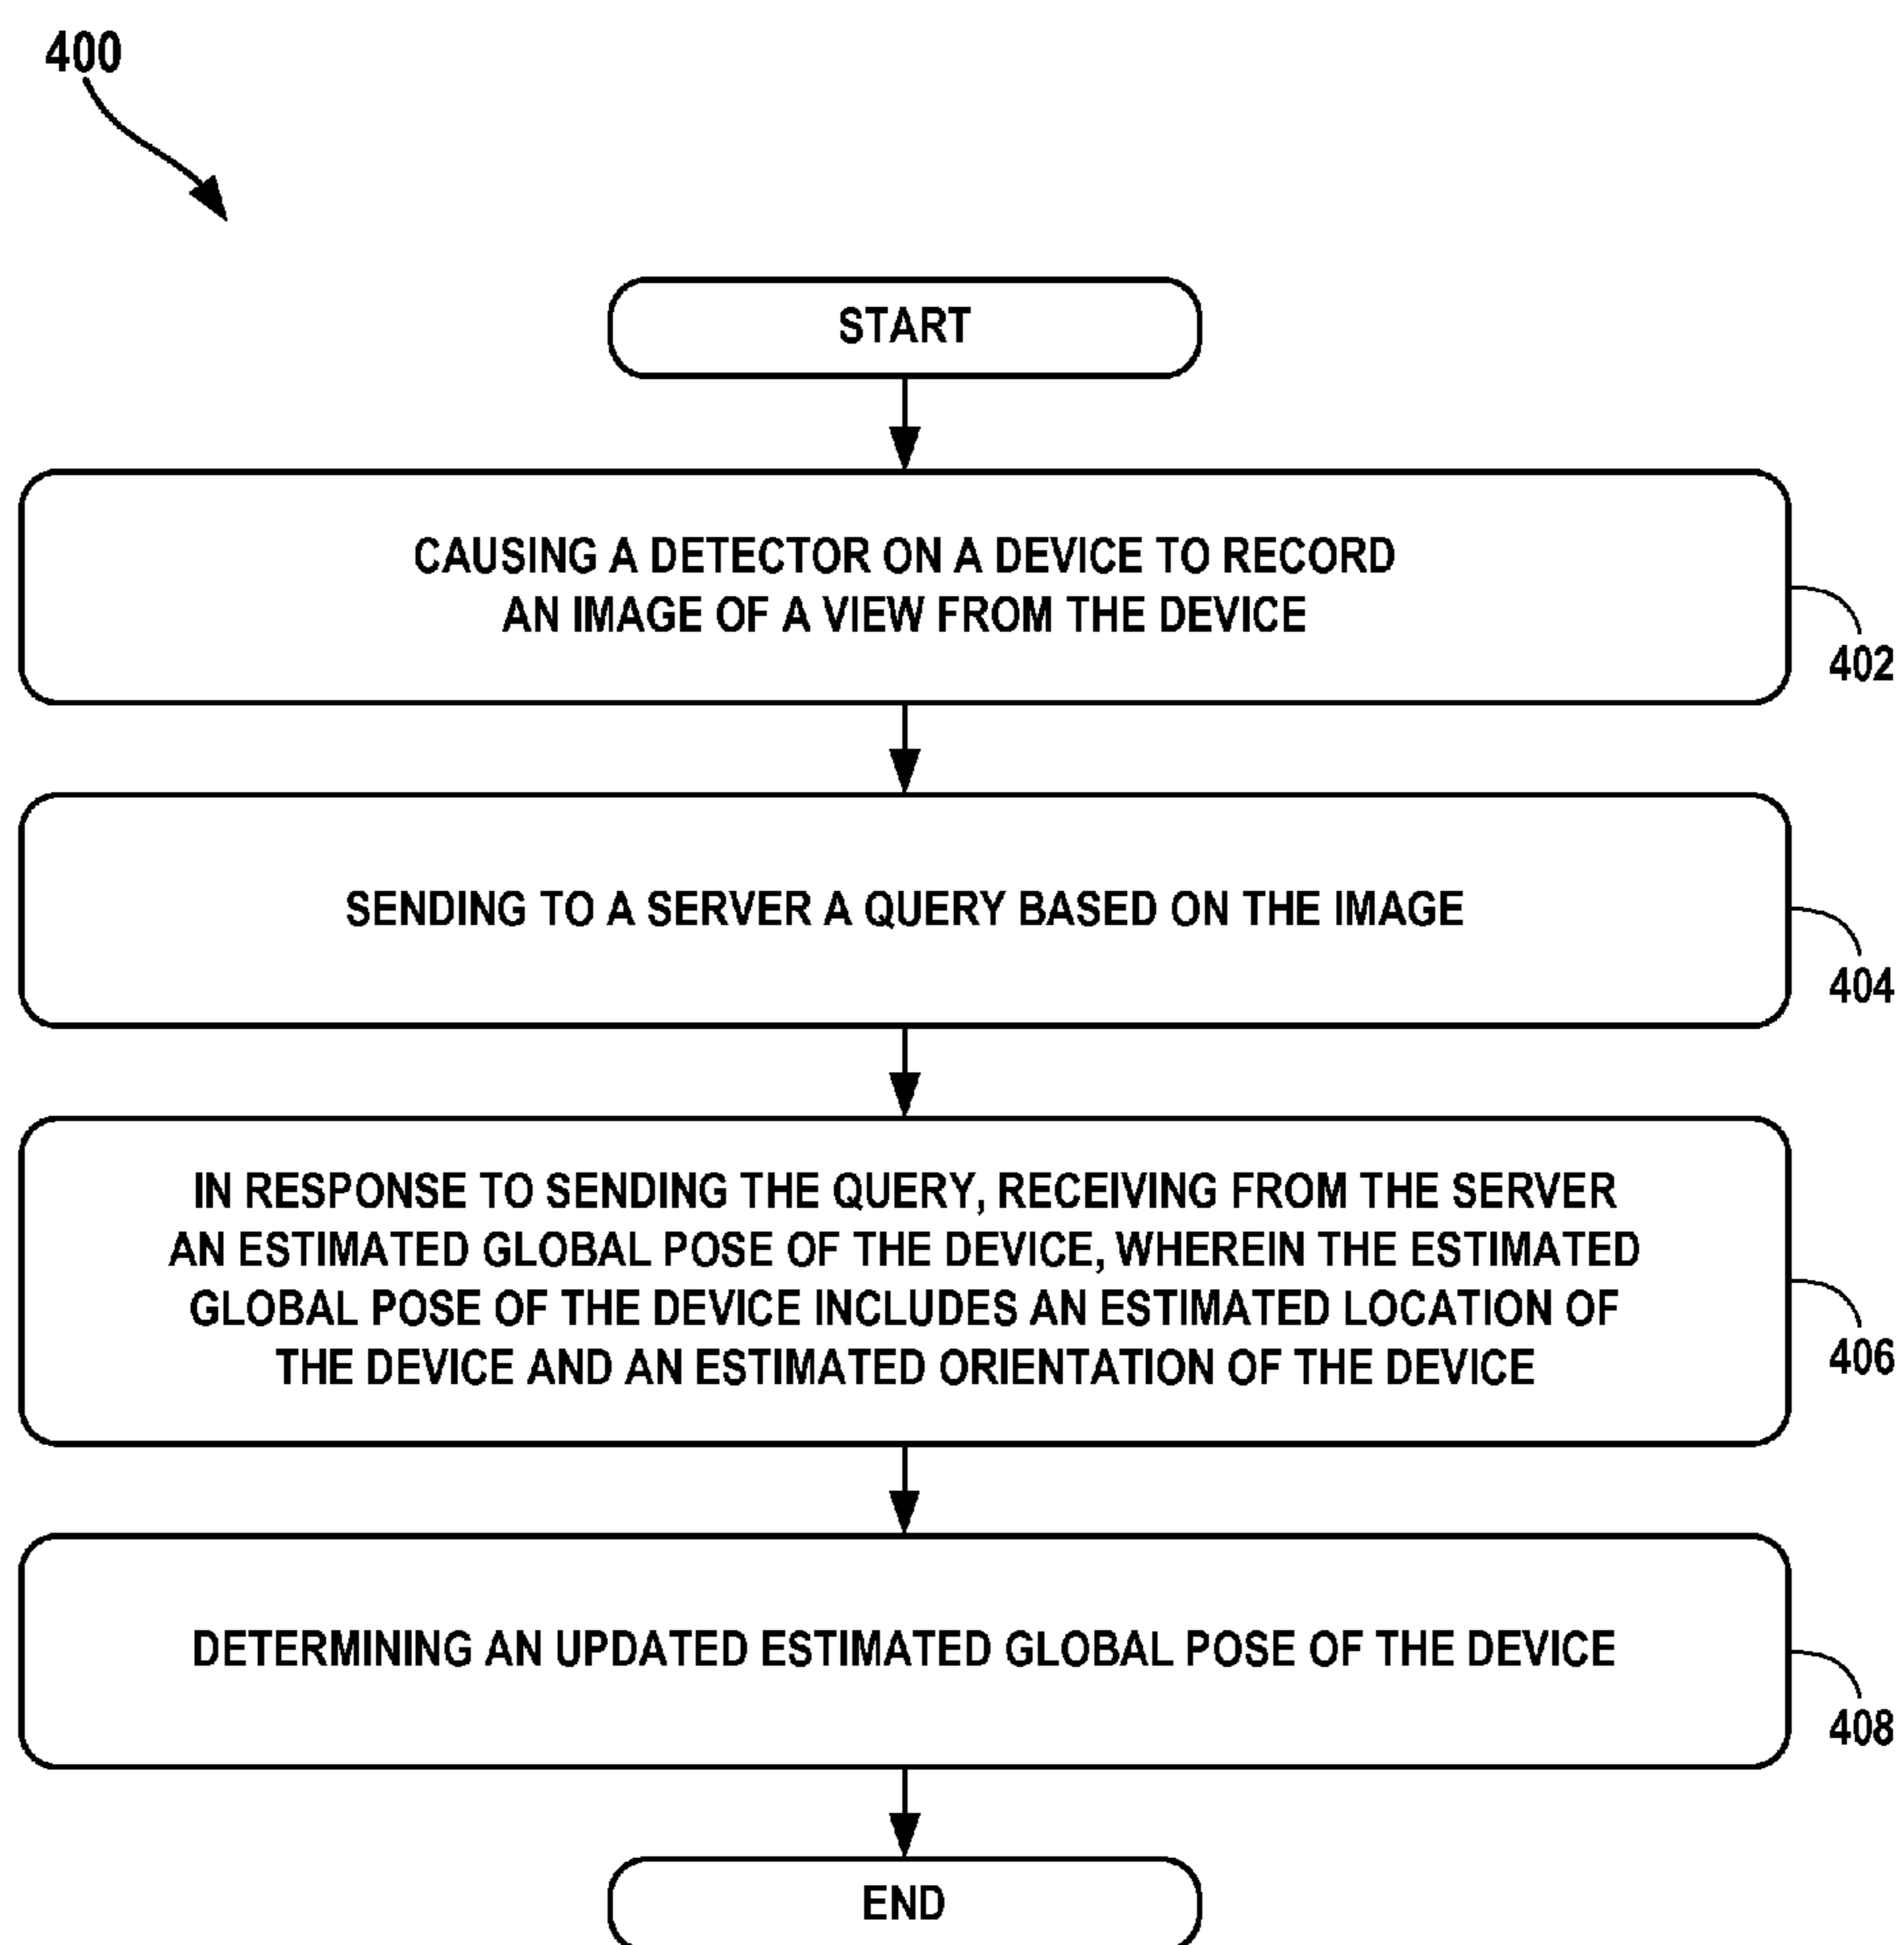 400
START
CAUSING A DETECTOR ON A DEVICE TO RECORD
AN IMAGE OF A VIEW FROM THE DEVICE
402
SENDING TO A SERVER A QUERY BASED ON THE IMAGE
404
IN RESPONSE TO SENDING THE QUERY, RECEIVING FROM THE SERVER
AN ESTIMATED GLOBAL POSE OF THE DEVICE, WHEREIN THE ESTIMATED
GLOBAL POSE OF THE DEVICE INCLUDES AN ESTIMATED LOCATION OF
THE DEVICE AND AN ESTIMATED ORIENTATION OF THE DEVICE
406
DETERMINING AN UPDATED ESTIMATED GLOBAL POSE OF THE DEVICE
408
END